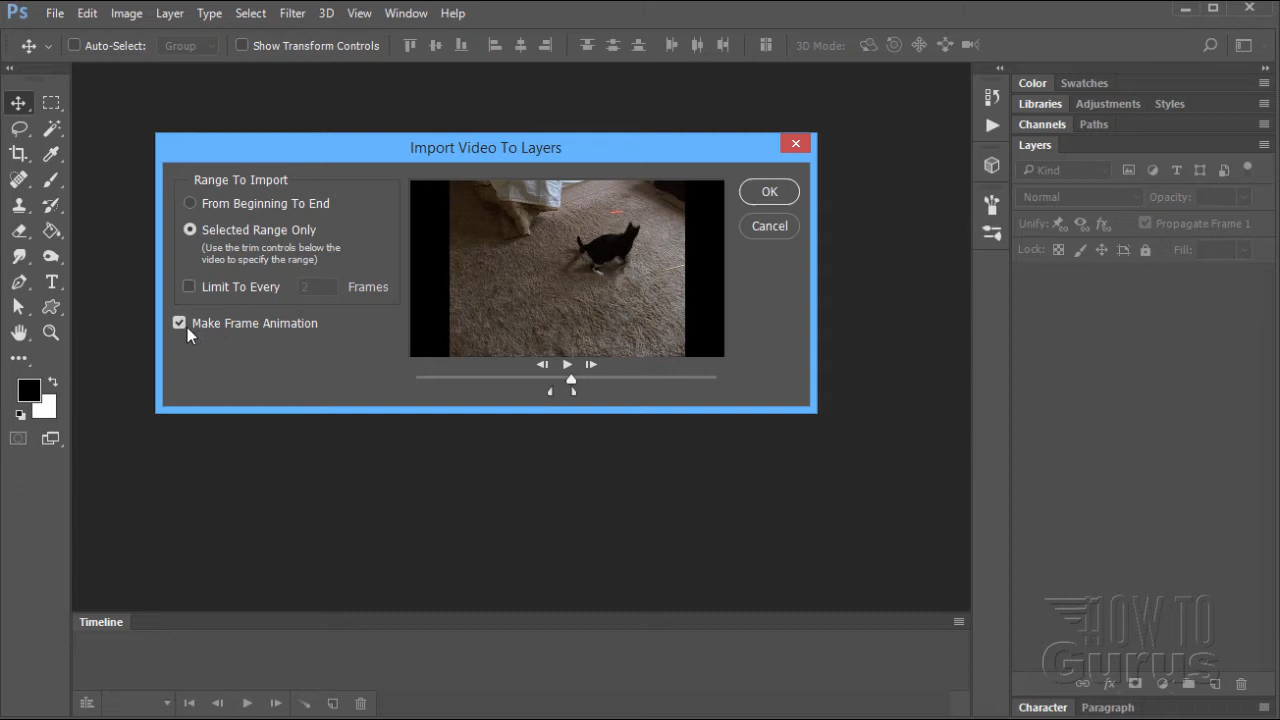 Ps File Edit Image Layer Type Select Filter 3D View Window Help
Auto-Select: Group Show Transform Controls 3D Mode:
Color Swatches
Libraries Adjustments Styles
Channels Paths
Layers
Kind
Normal Opacity:
Unify: Propagate Frame 1
Lock: Fill:
Import Video To Layers
Range To Import
From Beginning To End
Selected Range Only
(Use the trim controls below the
video to specify the range)
Limit To Every 2 Frames
Make Frame Animation
OK
Cancel
Timeline
HOW TO
GURUS
Character Paragraph